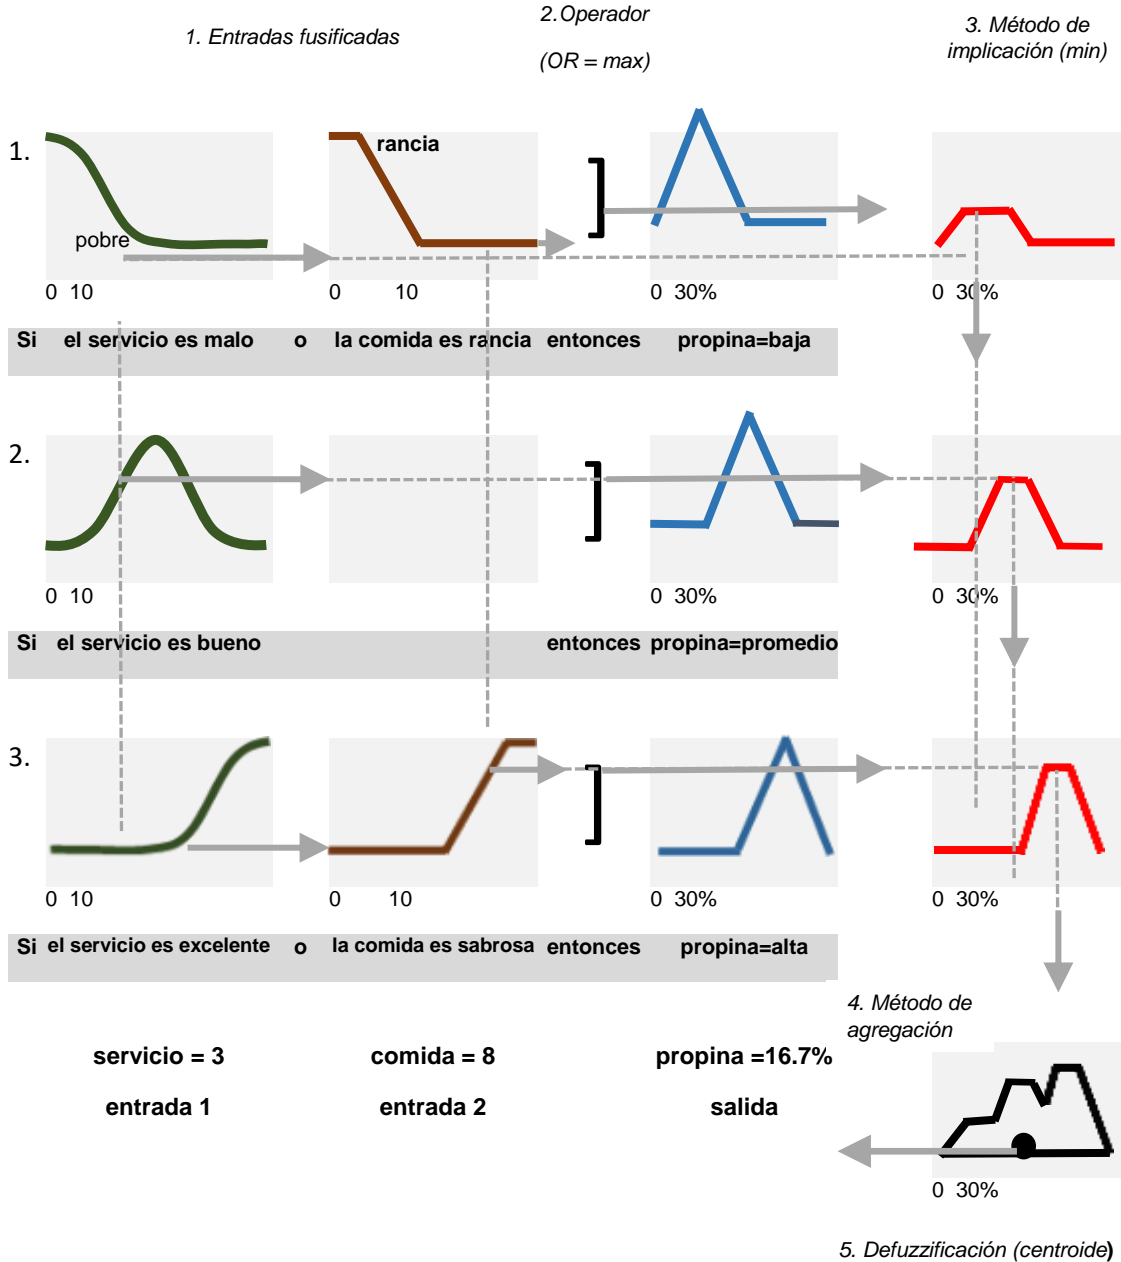 1. Entradas fusificadas
2.Operador
(OR = max)
3. Método de
implicación (min)
1.
rancia
pobre
0 10
0 10
0 30%
0 30%
Si el servicio es malo o la comida es rancia entonces propina=baja
2.
0 10
0 30%
0 30%
Si el servicio es bueno entonces propina=promedio
3.
0 10
0 10
0 30%
0 30%
Si el servicio es excelente o la comida es sabrosa entonces propina=alta
4. Método de
agregación
servicio = 3 comida = 8 propina =16.7%
entrada 1 entrada 2 salida
0 30%
5. Defuzzificación (centroide)